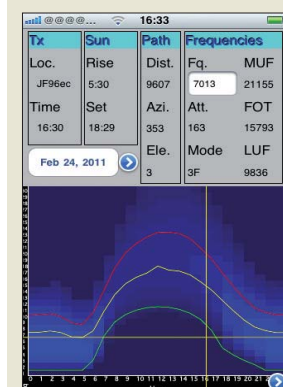 @@@@... 16:33
Tx Sun Path Frequencies
Loc. Rise Dist. Fq. MUF
JF96ec 5:30 9607 7013 21155
Time Set Azi. Att. FOT
16:30 18:29 353 163 15793
Ele. Mode LUF
Feb 24, 2011
3 3F 9836
0 1 2 3 4 5 6 7 8 9 10 11 12 13 14 15 16 17 18 19 20 21